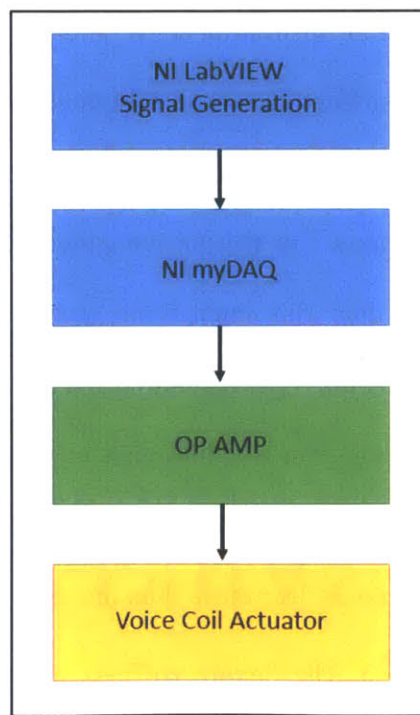 NI LabVIEW
Signal Generation
NI myDAQ
OP AMP
Voice Coil Actuator